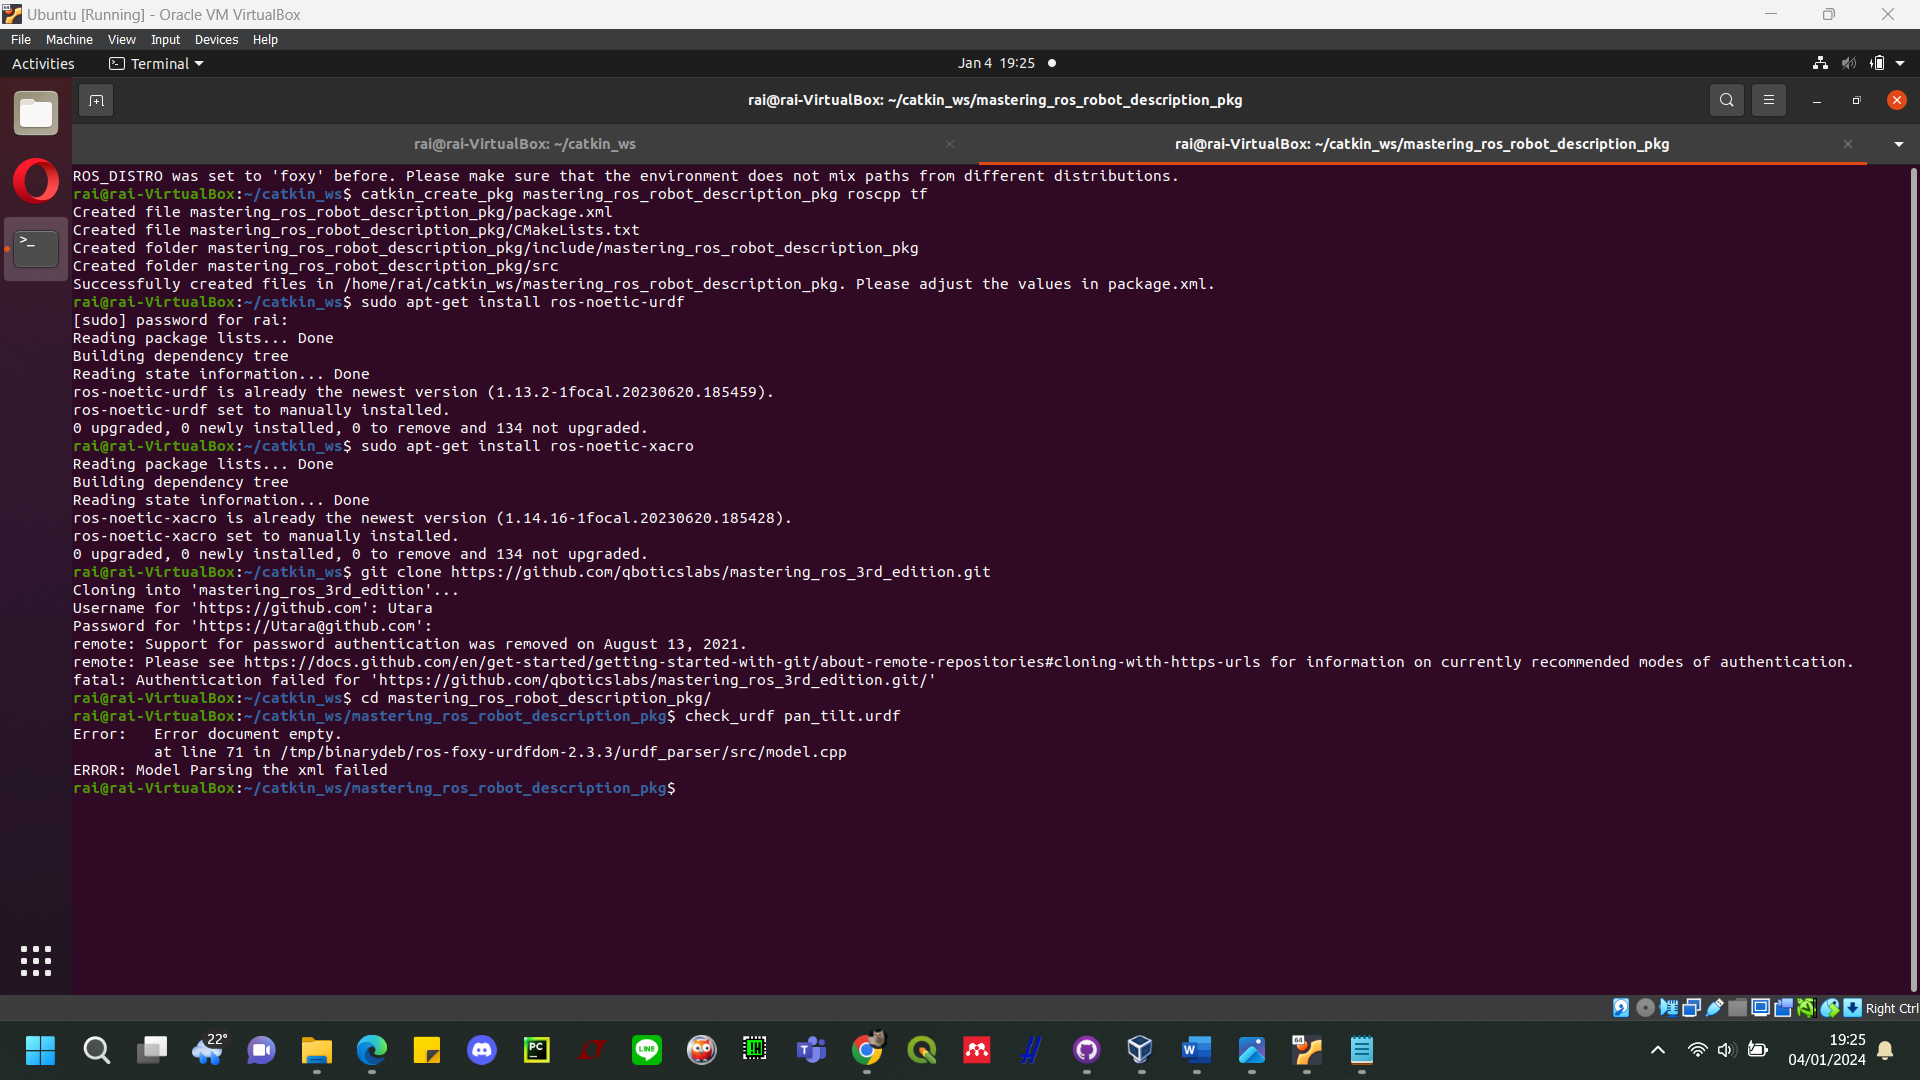 Ubuntu [Running] - Oracle VM VirtualBox
File Machine View Input Devices Help
Activities Terminal Jan 4 19:25
rai@rai-VirtualBox: ~/catkin_ws/mastering_ros_robot_description_pkg
rai@rai-VirtualBox: ~/catkin_ws rai@rai-VirtualBox: ~/catkin_ws/mastering_ros_robot_description_pkg
ROS_DISTRO was set to 'foxy' before. Please make sure that the environment does not mix paths from different distributions.
rai@rai-VirtualBox:~/catkin_ws$ catkin_create_pkg mastering_ros_robot_description_pkg roscpp tf
Created file mastering_ros_robot_description_pkg/package.xml
Created file mastering_ros_robot_description_pkg/CMakeLists.txt
Created folder mastering_ros_robot_description_pkg/include/mastering_ros_robot_description_pkg
Created folder mastering_ros_robot_description_pkg/src
Successfully created files in /home/rai/catkin_ws/mastering_ros_robot_description_pkg. Please adjust the values in package.xml.
rai@rai-VirtualBox:~/catkin_ws$ sudo apt-get install ros-noetic-urdf
[sudo] password for rai:
Reading package lists... Done
Building dependency tree
Reading state information... Done
ros-noetic-urdf is already the newest version (1.13.2-1focal.20230620.185459).
ros-noetic-urdf set to manually installed.
0 upgraded, 0 newly installed, 0 to remove and 134 not upgraded.
rai@rai-VirtualBox:~/catkin_ws$ sudo apt-get install ros-noetic-xacro
Reading package lists... Done
Building dependency tree
Reading state information... Done
ros-noetic-xacro is already the newest version (1.14.16-1focal.20230620.185428).
ros-noetic-xacro set to manually installed.
0 upgraded, 0 newly installed, 0 to remove and 134 not upgraded.
rai@rai-VirtualBox:~/catkin_ws$ git clone https://github.com/qboticslabs/mastering_ros_3rd_edition.git
Cloning into 'mastering_ros_3rd_edition'...
Username for 'https://github.com': Utara
Password for 'https://Utara@github.com':
remote: Support for password authentication was removed on August 13, 2021.
remote: Please see https://docs.github.com/en/get-started/getting-started-with-git/about-remote-repositories#cloning-with-https-urls for information on currently recommended modes of authentication.
fatal: Authentication failed for 'https://github.com/qboticslabs/mastering_ros_3rd_edition.git/'
rai@rai-VirtualBox:~/catkin_ws$ cd mastering_ros_robot_description_pkg/
rai@rai-VirtualBox:~/catkin_ws/mastering_ros_robot_description_pkg$ check_urdf pan_tilt.urdf
Error:   Error document empty.
         at line 71 in /tmp/binarydeb/ros-foxy-urdfdom-2.3.3/urdf_parser/src/model.cpp
ERROR: Model Parsing the xml failed
rai@rai-VirtualBox:~/catkin_ws/mastering_ros_robot_description_pkg$
Right Ctrl
22°
PC
LT
LINE
W
64
19:25
04/01/2024